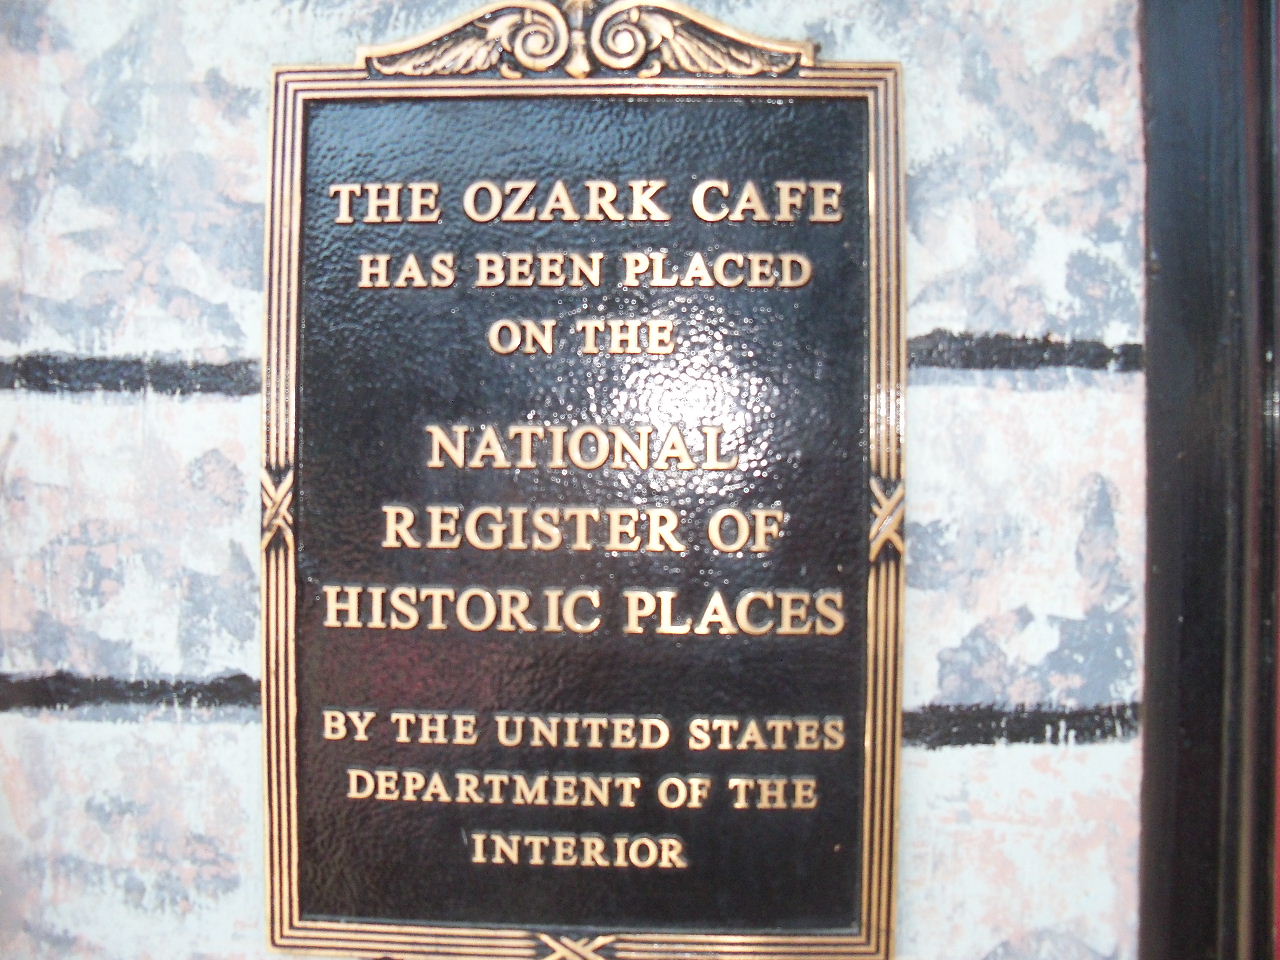 THE OZARK CAFE
HAS BEEN PLACED
ON THE
NATIONAL
REGISTER OF
HISTORIC PLACES
BY THE UNITED STATES
DEPARTMENT OF THE
INTERIOR